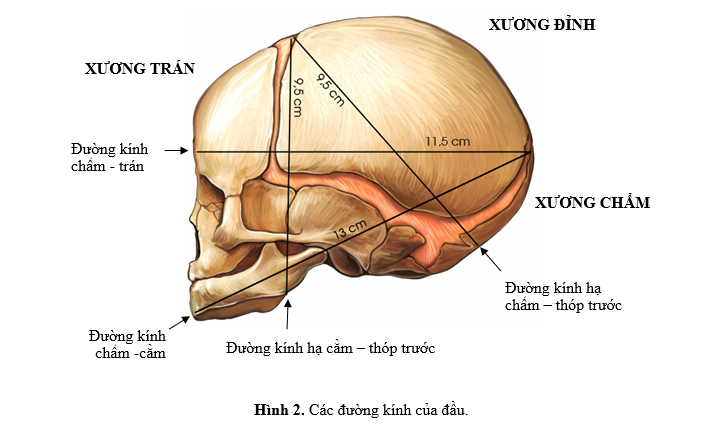 XƯƠNG ĐỈNH
XƯƠNG TRÁN
9,5 cm
9,5 cm
11,5 cm
Đường kính
chẩm - trán
XƯƠNG CHẨM
13 cm
Đường kính hạ
chẩm – thóp trước
Đường kính
chẩm -cằm
Đường kính hạ cằm – thóp trước
Hình 2. Các đường kính của đầu.